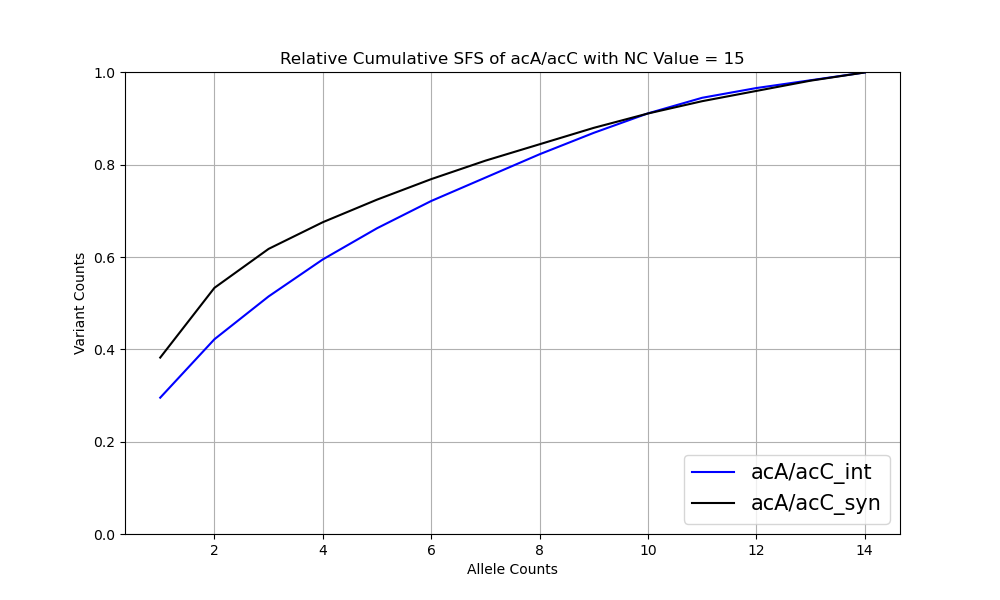 Relative Cumulative SFS of acA/acC with NC Value = 15
1.0
0.8
0.6
0.4
0.2
0.0
Variant Counts
2 4 6 8 10 12 14
Allele Counts
acA/acC_int
acA/acC_syn